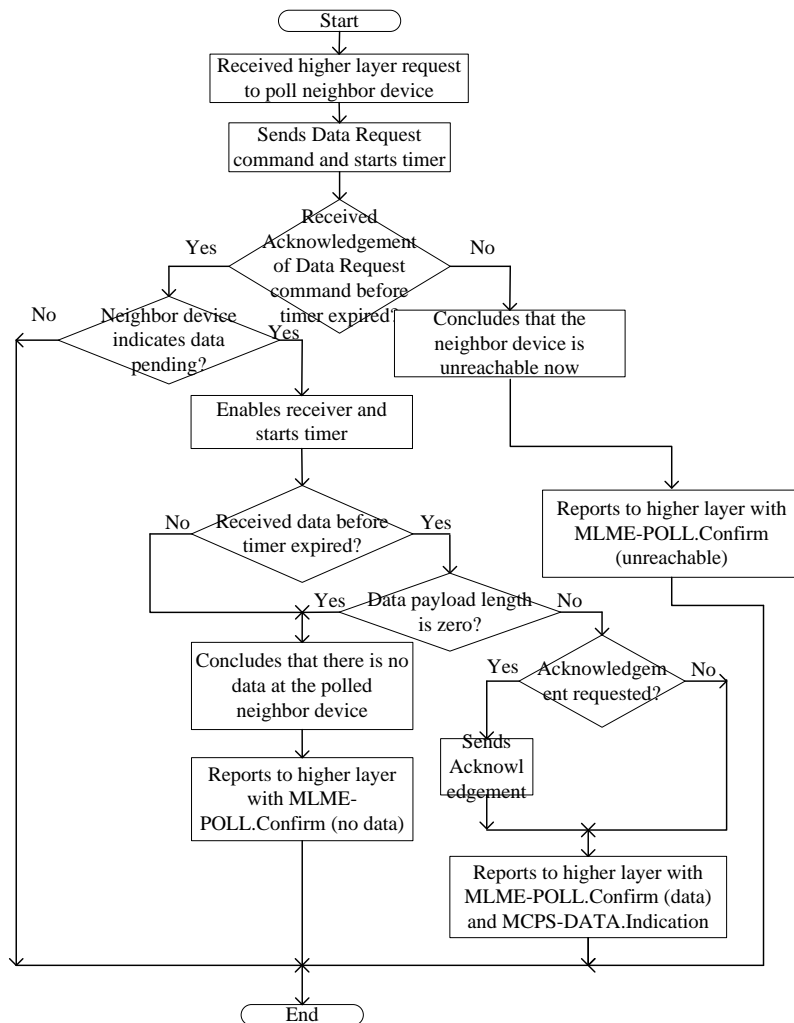 Start
Received higher layer request
to poll neighbor device
Sends Data Request
command and starts timer
Received
Acknowledgement
of Data Request
command before
timer expired?
Yes
No
Neighbor device
indicates data
pending?
No
Yes
Concludes that the
neighbor device is
unreachable now
Enables receiver and
starts timer
Received data before
timer expired?
No
Yes
Reports to higher layer with
MLME-POLL.Confirm
(unreachable)
Data payload length
is zero?
Yes
No
Concludes that there is no
data at the polled
neighbor device
Acknowledgem
ent requested?
Yes
No
Sends
Acknowl
edgement
Reports to higher layer
with MLME-
POLL.Confirm (no data)
Reports to higher layer with
MLME-POLL.Confirm (data)
and MCPS-DATA.Indication
End